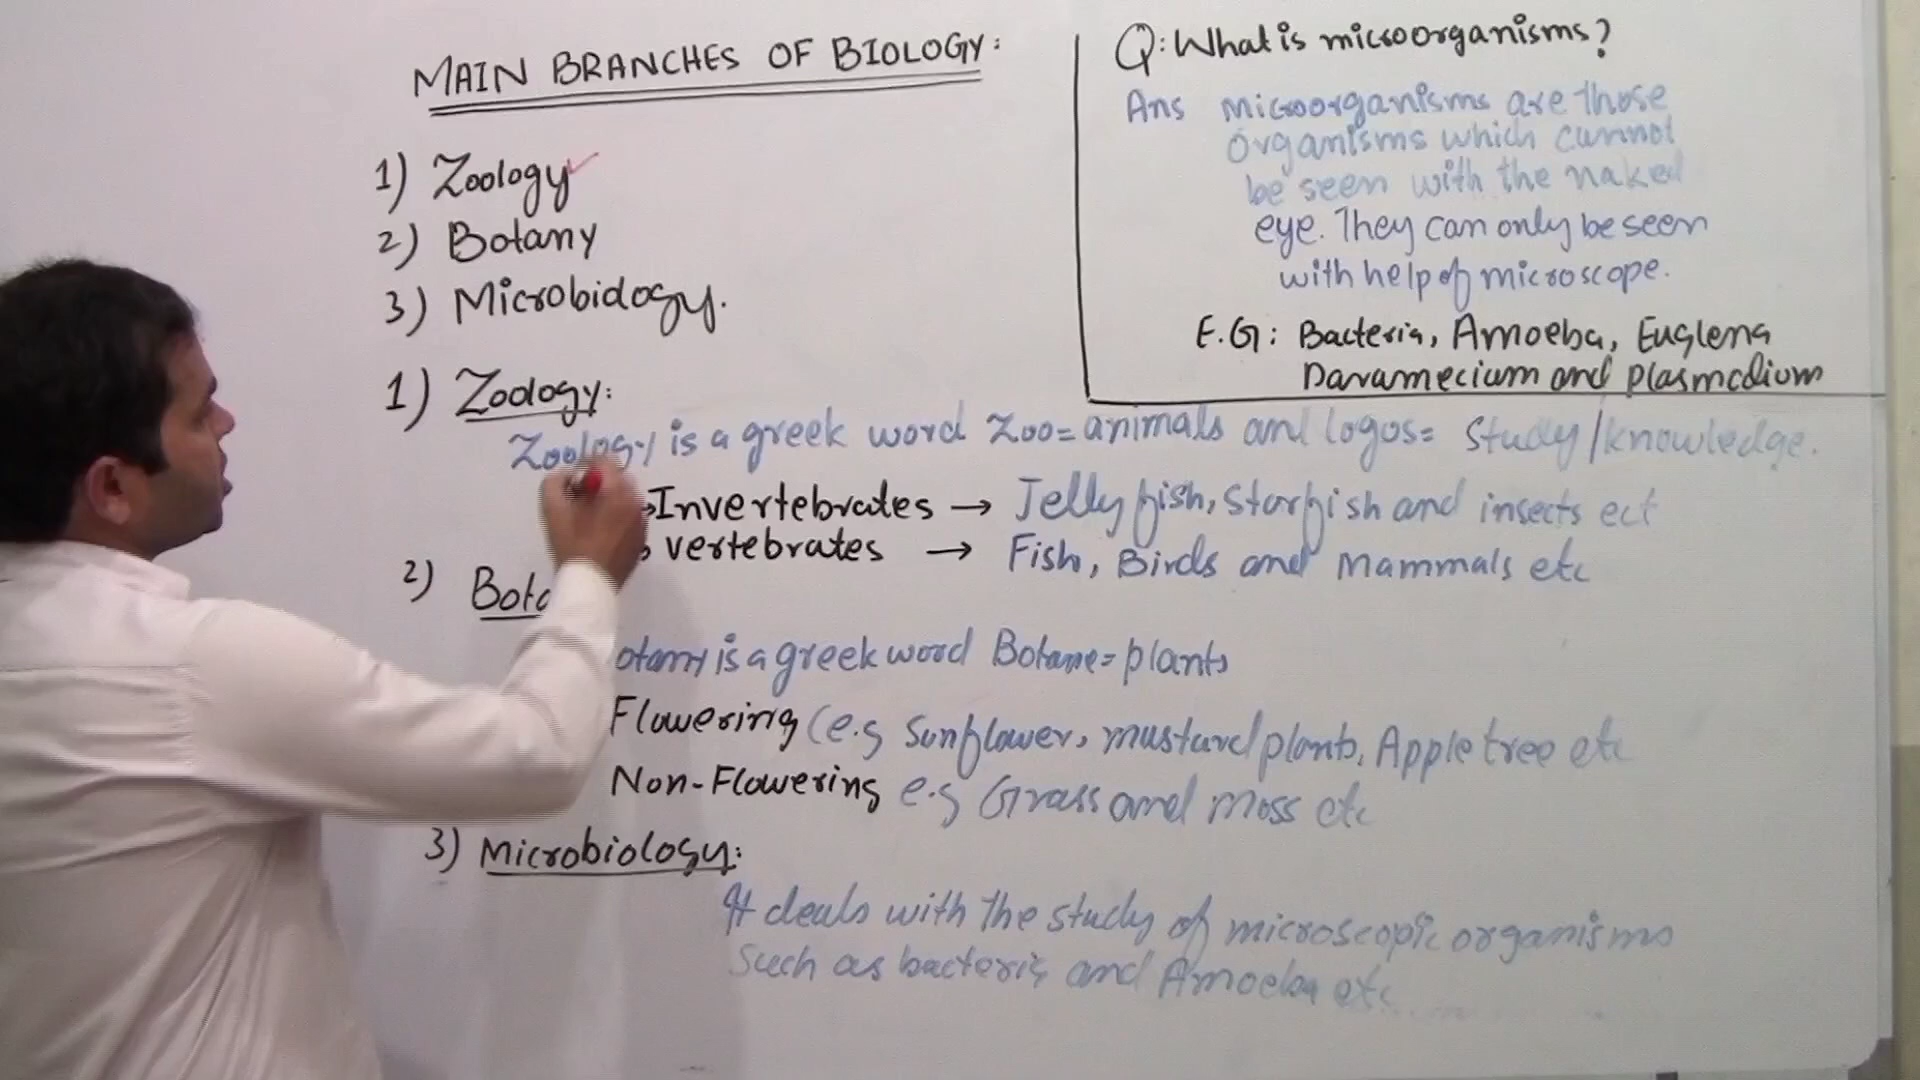 MAIN BRANCHES OF BIOLOGY:
1) Zoology
2) Botany
3) Microbiology.
Q: What is microorganisms?
Ans Microorganisms are those
organisms which cannot
be seen with the naked
eye. They can only be seen
with help of microscope.
E.G: Bacteria, Amoeba, Euglena
Paramecium and Plasmodium
1) Zoology:
Zoology is a greek word Zoo= animals and logos= Study/knowledge.
Invertebrates → Jelly fish, Starfish and insects ect
vertebrates → Fish, Birds and Mammals etc
2) Bota
otany is a greek word Botane= plants
Flowering (e.g Sunflower, mustard plants, Apple tree etc
Non-Flowering e.g Grass and Moss etc
3) Microbiology:
It deals with the study of microscopic organisms
Such as bacteria and Amoeba etc.